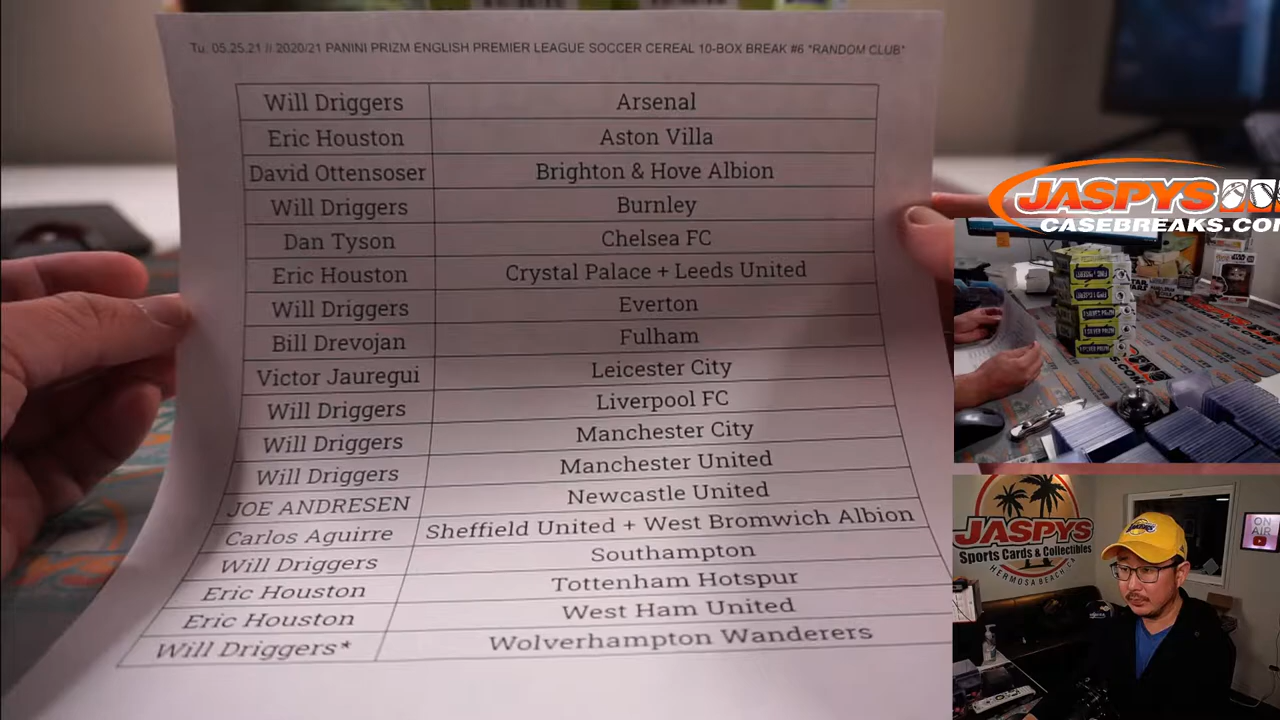 Tu. 05.25.21 // 2020/21 PANINI PRIZM ENGLISH PREMIER LEAGUE SOCCER CEREAL 10-BOX BREAK #6 *RANDOM CLUB*
Will Driggers Arsenal
Eric Houston Aston Villa
David Ottensoser Brighton & Hove Albion
Will Driggers Burnley
Dan Tyson Chelsea FC
Eric Houston Crystal Palace + Leeds United
Will Driggers Everton
Bill Drevojan Fulham
Victor Jauregui Leicester City
Will Driggers Liverpool FC
Will Driggers Manchester City
Will Driggers Manchester United
JOE ANDRESEN Newcastle United
Carlos Aguirre Sheffield United + West Bromwich Albion
Will Driggers Southampton
Eric Houston Tottenham Hotspur
Eric Houston West Ham United
Will Driggers* Wolverhampton Wanderers
JASPYS
CASEBREAKS.COM
JASPYS
Sports Cards & Collectibles
HERMOSA BEACH CA
ON
AIR
LAKERS